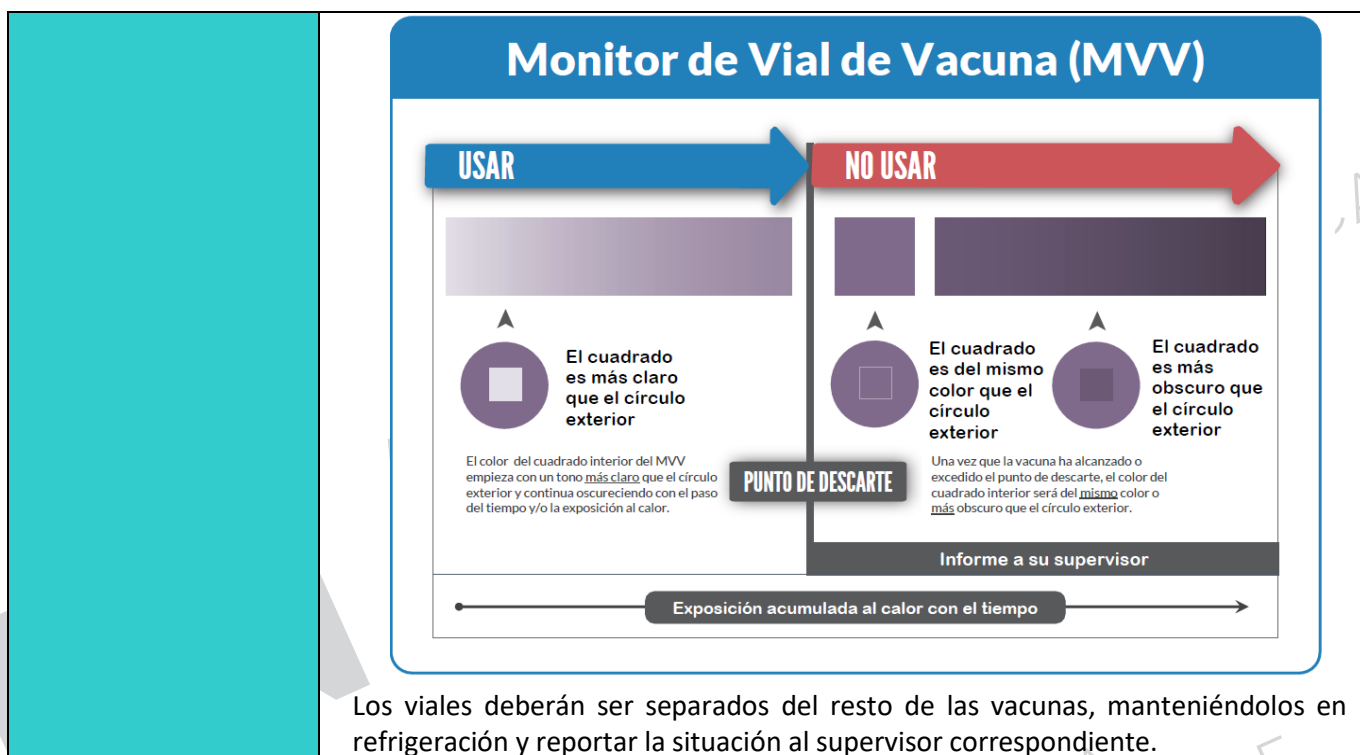 Monitor de Vial de Vacuna (MVV)
USAR
NO USAR
El cuadrado
es más claro
que el círculo
exterior
El cuadrado
es del mismo
color que el
círculo
exterior
El cuadrado
es más
obscuro que
el círculo
exterior
El color del cuadrado interior del MVV
empieza con un tono más claro que el círculo
exterior y continua oscureciendo con el paso
del tiempo y/o la exposición al calor.
PUNTO DE DESCARTE
Una vez que la vacuna ha alcanzado o
excedido el punto de descarte, el color del
cuadrado interior será del mismo color o
más obscuro que el círculo exterior.
Informe a su supervisor
Exposición acumulada al calor con el tiempo
Los viales deberán ser separados del resto de las vacunas, manteniéndolos en
refrigeración y reportar la situación al supervisor correspondiente.